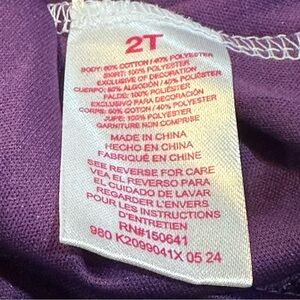 2T
BODY: 60% COTTON / 40% POLYESTER
SKIRT: 100% POLYESTER
EXCLUSIVE OF DECORATION
CUERPO: 60% ALGODÓN / 40% POLIÉSTER
FALDE: 100% POLIÉSTER
EXCLUSIVO PARA DECORACIÓN
CORPS: 60% COTON / 40% POLYESTER
JUPE: 100% POLYESTER
GARNITURE NON COMPRISE
MADE IN CHINA
HECHO EN CHINA
FABRIQUÉ EN CHINE
SEE REVERSE FOR CARE
VEA EL REVERSO PARA
EL CUIDADO DE LAVAR
REGARDER L'ENVERS
POUR LES INSTRUCTIONS
D'ENTRETIEN
RN#150641
980 K2099041X 05 24